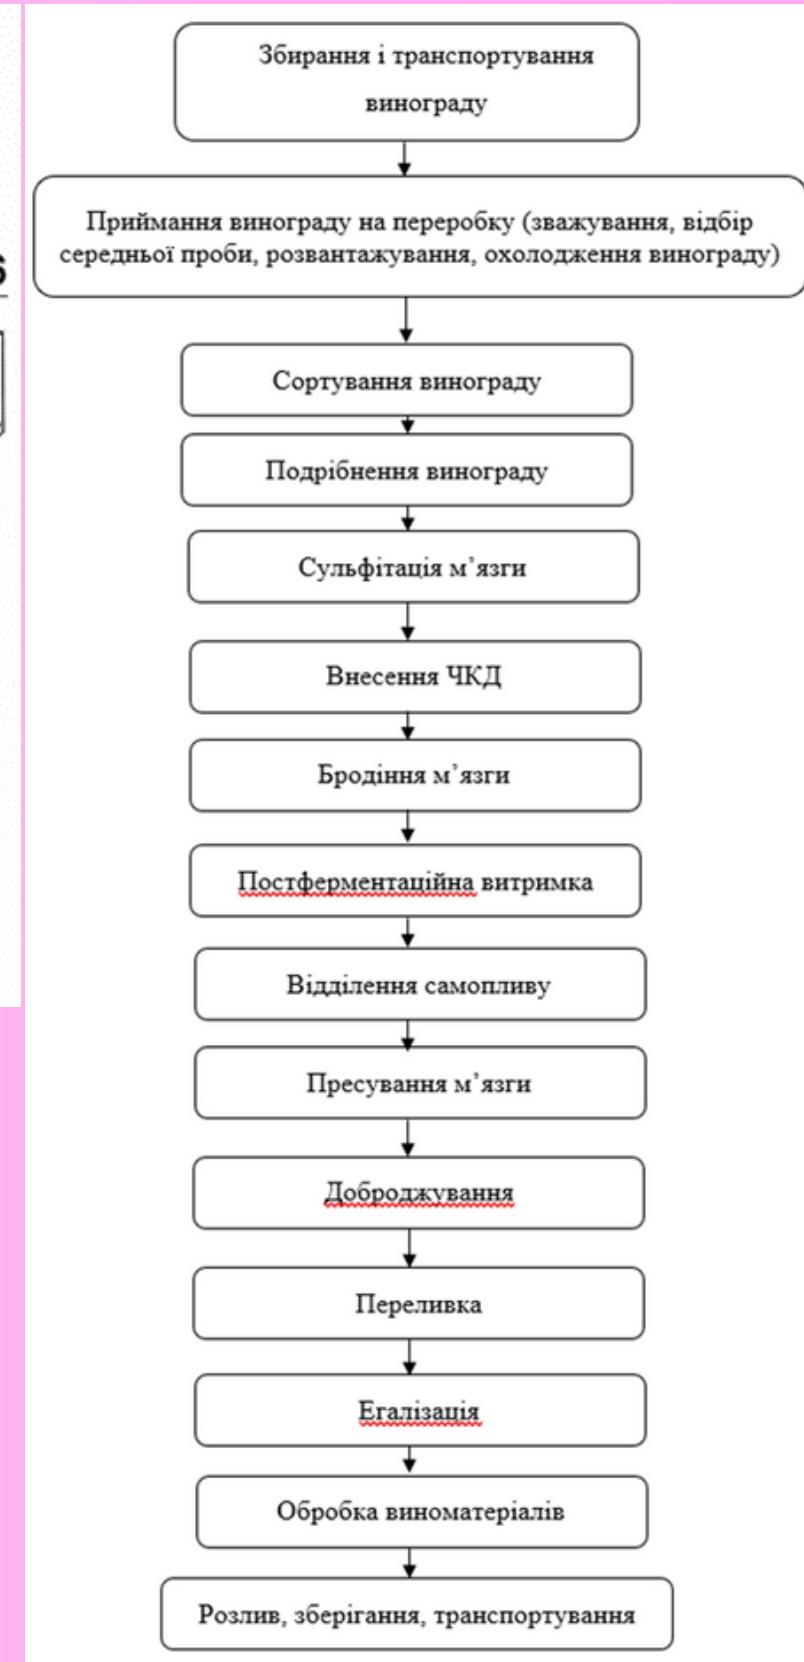 Збирання і транспортування
винограду
Приймання винограду на переробку (зважування, відбір
середньої проби, розвантажування, охолодження винограду)
Сортування винограду
Подрібнення винограду
Сульфітація м’язги
Внесення ЧКД
Бродіння м’язги
Постферментаційна витримка
Відділення самопливу
Пресування м’язги
Доброджування
Переливка
Егалізація
Обробка виноматеріалів
Розлив, зберігання, транспортування